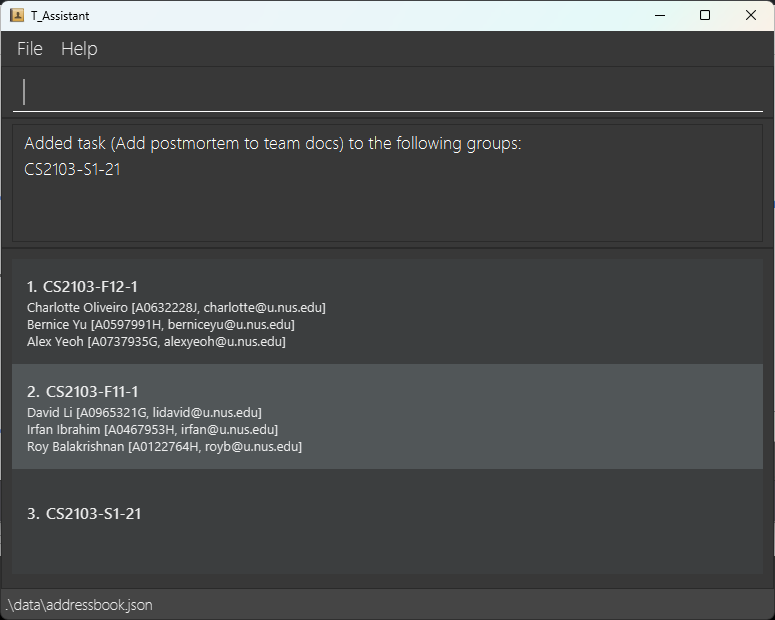 T_Assistant
File Help
Added task (Add postmortem to team docs) to the following groups:
CS2103-S1-21
1. CS2103-F12-1
Charlotte Oliveiro [A0632228J, charlotte@u.nus.edu]
Bernice Yu [A0597991H, berniceyu@u.nus.edu]
Alex Yeoh [A0737935G, alexyeoh@u.nus.edu]
2. CS2103-F11-1
David Li [A0965321G, lidavid@u.nus.edu]
Irfan Ibrahim [A0467953H, irfan@u.nus.edu]
Roy Balakrishnan [A0122764H, royb@u.nus.edu]
3. CS2103-S1-21
.\data\addressbook.json